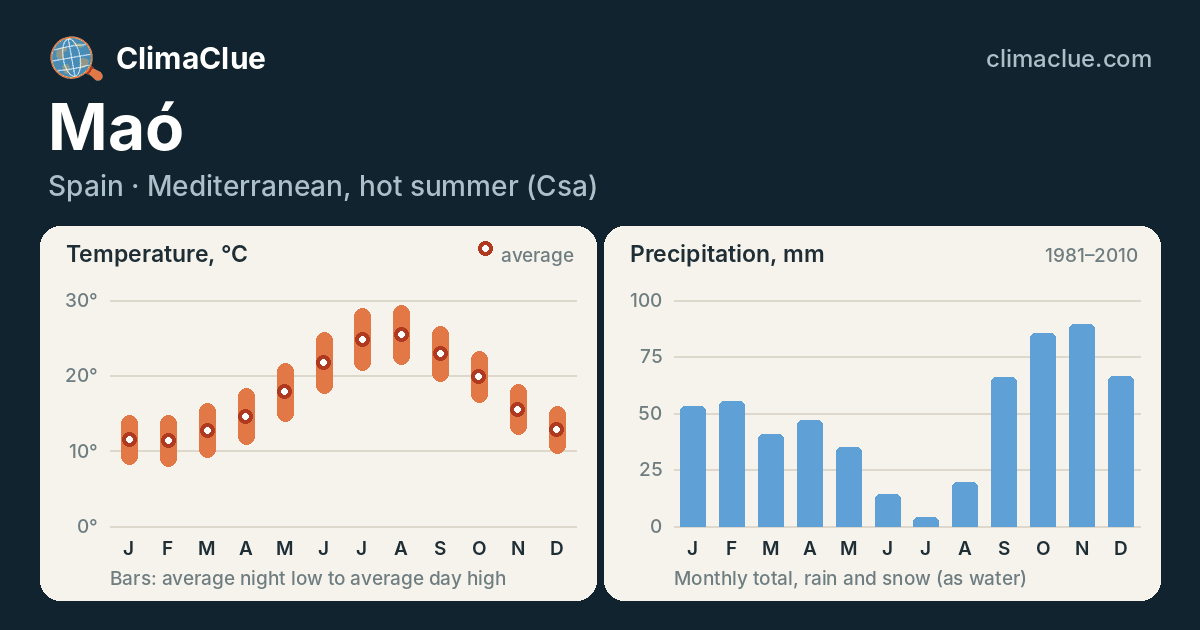 ClimaClue
climaclue.com
Maó
Spain · Mediterranean, hot summer (Csa)
Temperature, °C
average
30°
20°
10°
0°
J F M A M J J A S O N D
Bars: average night low to average day high
Precipitation, mm
1981–2010
100
75
50
25
0
J F M A M J J A S O N D
Monthly total, rain and snow (as water)